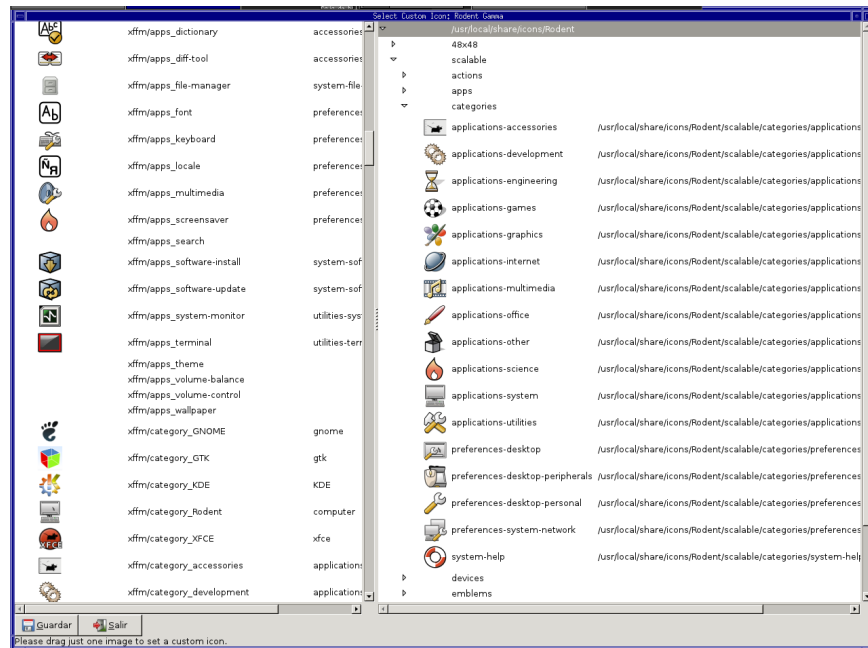 Select Custom Icon: Rodent Gamma
xffm/apps_dictionary accessories
xffm/apps_diff-tool accessories
xffm/apps_file-manager system-file
xffm/apps_font preferences
xffm/apps_keyboard preferences
xffm/apps_locale preferences
xffm/apps_multimedia preferences
xffm/apps_screensaver preferences
xffm/apps_search
xffm/apps_software-install system-sof
xffm/apps_software-update system-sof
xffm/apps_system-monitor utilities-sys
xffm/apps_terminal utilities-terr
xffm/apps_theme
xffm/apps_volume-balance
xffm/apps_volume-control
xffm/apps_wallpaper
xffm/category_GNOME gnome
xffm/category_GTK gtk
xffm/category_KDE KDE
xffm/category_Rodent computer
xffm/category_XFCE xfce
xffm/category_accessories applications
xffm/category_development applications
/usr/local/share/icons/Rodent
48x48
scalable
actions
apps
categories
applications-accessories /usr/local/share/icons/Rodent/scalable/categories/applications
applications-development /usr/local/share/icons/Rodent/scalable/categories/applications
applications-engineering /usr/local/share/icons/Rodent/scalable/categories/applications
applications-games /usr/local/share/icons/Rodent/scalable/categories/applications
applications-graphics /usr/local/share/icons/Rodent/scalable/categories/applications
applications-internet /usr/local/share/icons/Rodent/scalable/categories/applications
applications-multimedia /usr/local/share/icons/Rodent/scalable/categories/applications
applications-office /usr/local/share/icons/Rodent/scalable/categories/applications
applications-other /usr/local/share/icons/Rodent/scalable/categories/applications
applications-science /usr/local/share/icons/Rodent/scalable/categories/applications
applications-system /usr/local/share/icons/Rodent/scalable/categories/applications
applications-utilities /usr/local/share/icons/Rodent/scalable/categories/applications
preferences-desktop /usr/local/share/icons/Rodent/scalable/categories/preferences
preferences-desktop-peripherals /usr/local/share/icons/Rodent/scalable/categories/preferences
preferences-desktop-personal /usr/local/share/icons/Rodent/scalable/categories/preferences
preferences-system-network /usr/local/share/icons/Rodent/scalable/categories/preferences
system-help /usr/local/share/icons/Rodent/scalable/categories/system-help
devices
emblems
Guardar Salir
Please drag just one image to set a custom icon.